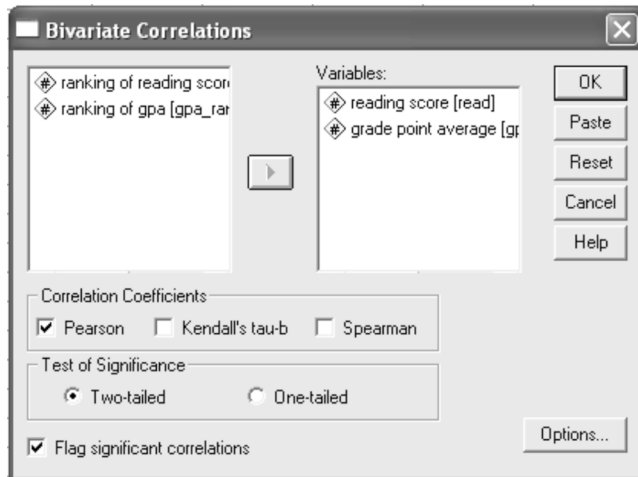 Bivariate Correlations
ranking of reading scor
ranking of gpa [gpa_rar
Variables:
reading score [read]
grade point average [gp
OK
Paste
Reset
Cancel
Help
Correlation Coefficients
Pearson Kendall's tau-b Spearman
Test of Significance
Two-tailed One-tailed
Flag significant correlations
Options...